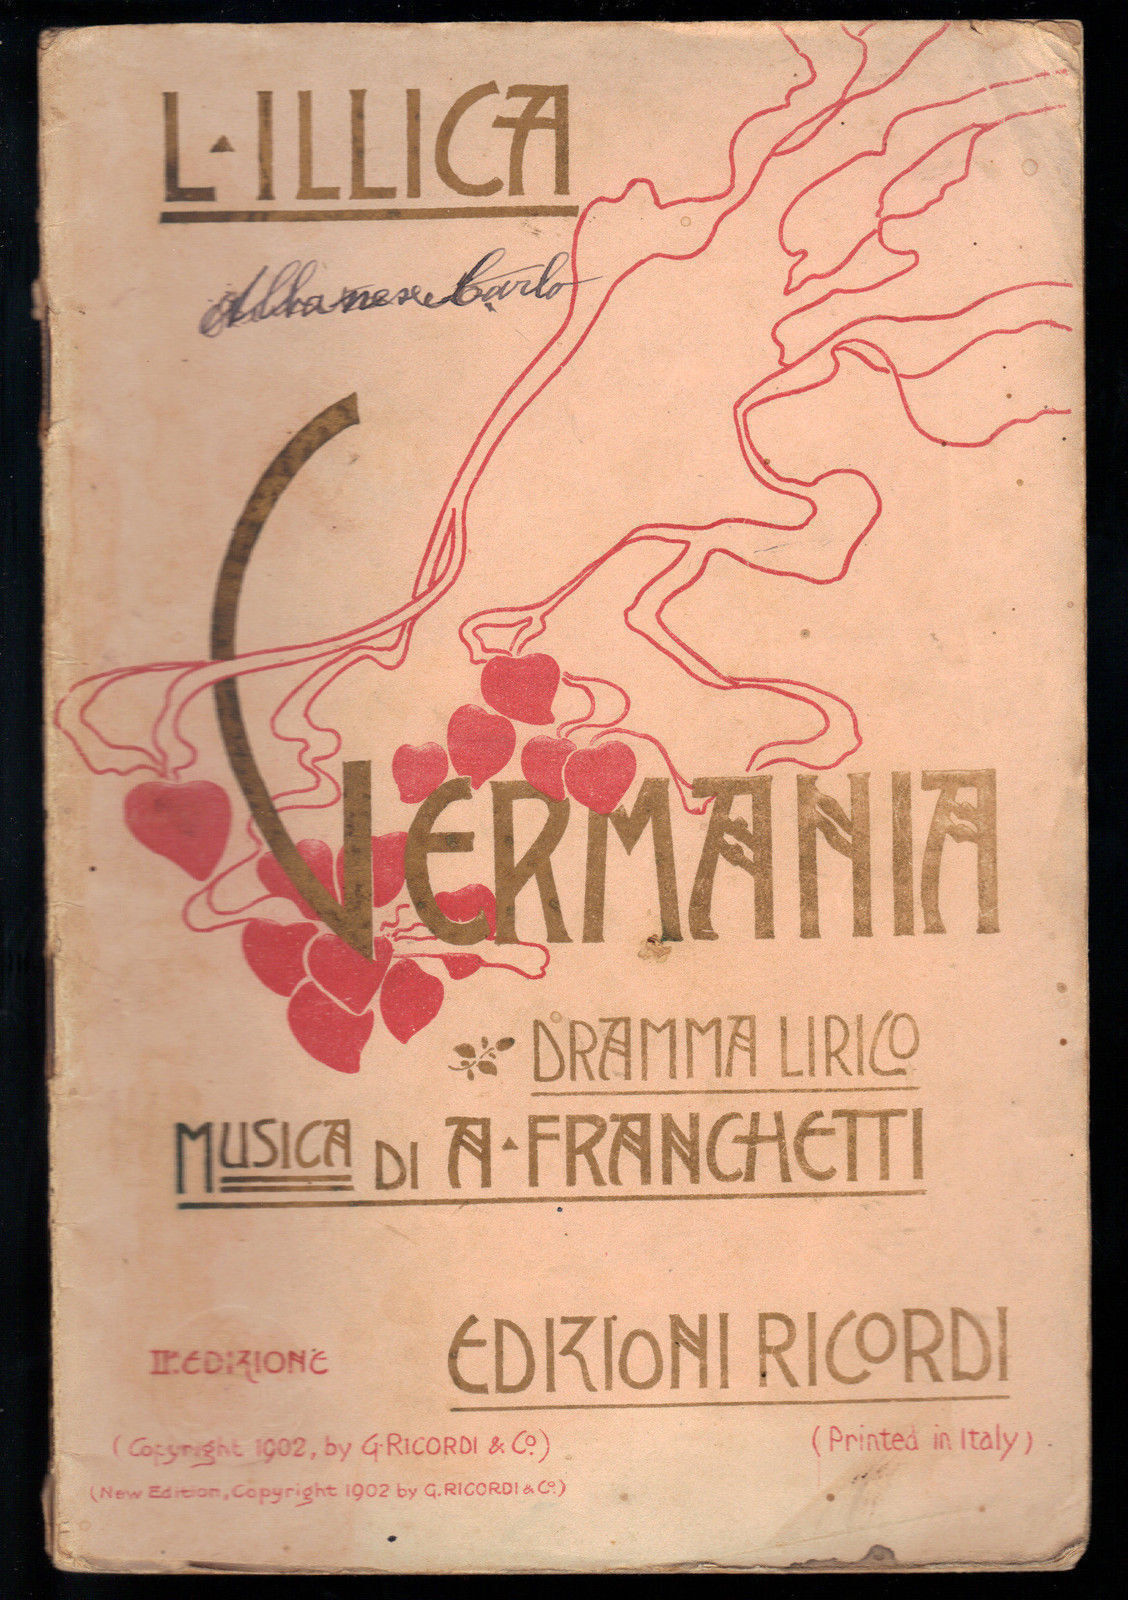 L·ILLICA
Albanese Carlo
GERMANIA
DRAMMA LIRICO
MUSICA DI A·FRANCHETTI
EDIZIONI RICORDI
IIª EDIZIONE
(Copyright 1902, by G. RICORDI & Co.)
(Printed in Italy)
(New Edition, Copyright 1902 by G. RICORDI & Co.)